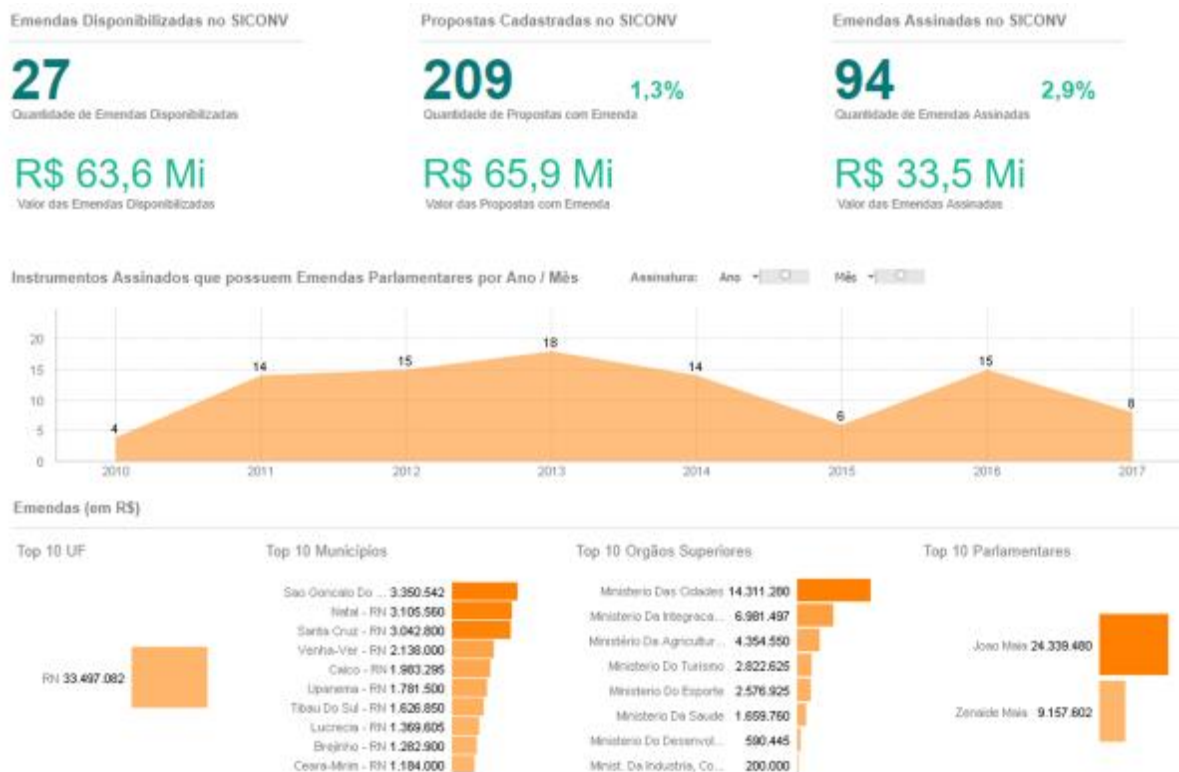 Emendas Disponibilizadas no SICONV
Propostas Cadastradas no SICONV
Emendas Assinadas no SICONV
27
209
1,3%
94
2,9%
Quantidade de Emendas Disponibilizadas
Quantidade de Propostas com Emenda
Quantidade de Emendas Assinadas
R$ 63,6 Mi
R$ 65,9 Mi
R$ 33,5 Mi
Valor das Emendas Disponibilizadas
Valor das Propostas com Emenda
Valor das Emendas Assinadas
Instrumentos Assinados que possuem Emendas Parlamentares por Ano / Mês
Assinatura: Ano Mês
20
15
10
5
0
4
14
15
18
14
6
15
8
2010
2011
2012
2013
2014
2015
2016
2017
Emendas (em R$)
Top 10 UF
RN 33.497.082
Top 10 Municípios
Sao Goncalo Do ... 3.350.542
Natal - RN 3.105.560
Santa Cruz - RN 3.042.800
Venha-Ver - RN 2.138.000
Caico - RN 1.983.295
Upanema - RN 1.781.500
Tibau Do Sul - RN 1.626.850
Lucrecia - RN 1.369.605
Brejinho - RN 1.282.900
Ceara-Mirim - RN 1.184.000
Top 10 Orgãos Superiores
Ministerio Das Cidades 14.311.280
Ministerio Da Integraca... 6.981.497
Ministério Da Agricultur... 4.354.550
Ministerio Do Turismo 2.822.625
Ministerio Do Esporte 2.576.925
Ministerio Da Saude 1.659.760
Ministerio Do Desenvol... 590.445
Minist. Da Industria, Co... 200.000
Top 10 Parlamentares
Joao Maia 24.339.480
Zenaide Maia 9.157.602